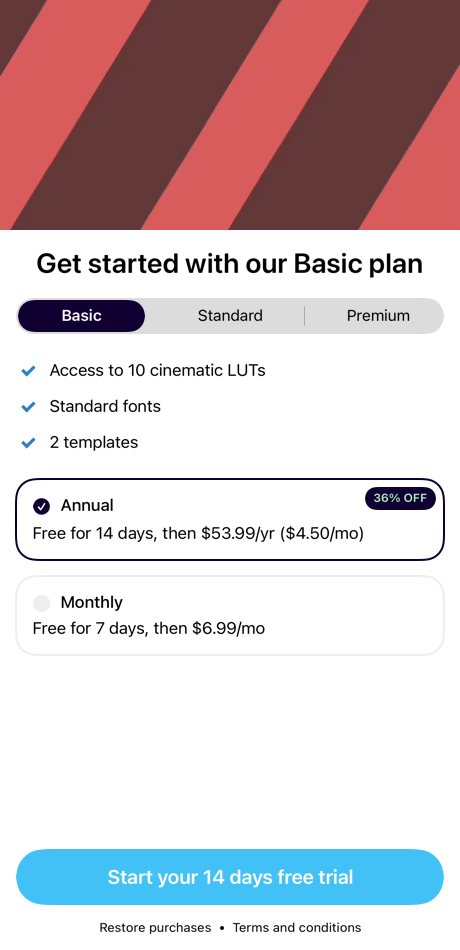 Get started with our Basic plan
Basic
Standard
Premium
Access to 10 cinematic LUTs
Standard fonts
2 templates
36% OFF
Annual
Free for 14 days, then $53.99/yr ($4.50/mo)
Monthly
Free for 7 days, then $6.99/mo
Start your 14 days free trial
Restore purchases • Terms and conditions